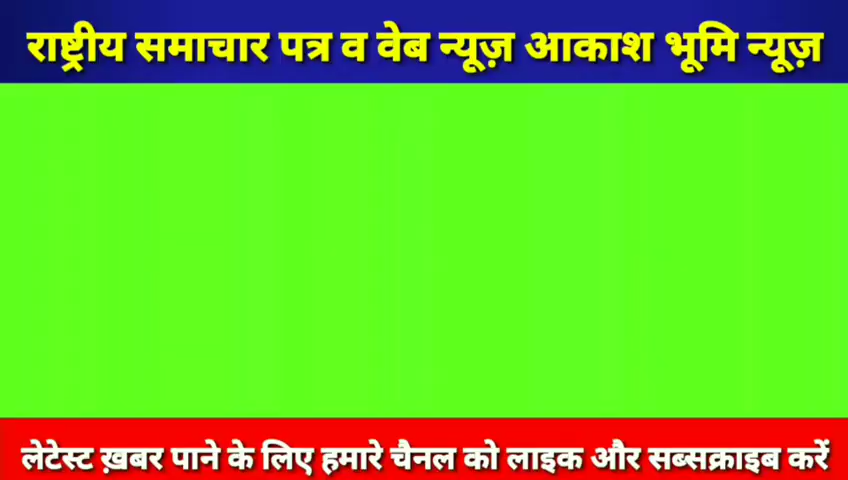 राष्ट्रीय समाचार पत्र व वेब न्यूज़ आकाश भूमि न्यूज़
लेटेस्ट ख़बर पाने के लिए हमारे चैनल को लाइक और सब्सक्राइब करें